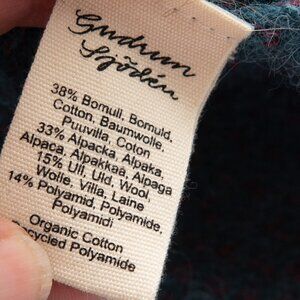 Gudrun
Sjödén
38% Bomull, Bomuld,
Cotton, Baumwolle,
Puuvilla, Coton
33% Alpacka, Alpaka,
Alpaca, Alpakkaa, Alpaga
15% Ull, Uld, Wool,
Wolle, Villa, Laine
14% Polyamid, Polyamide,
Polyamidi
Organic Cotton
Recycled Polyamide